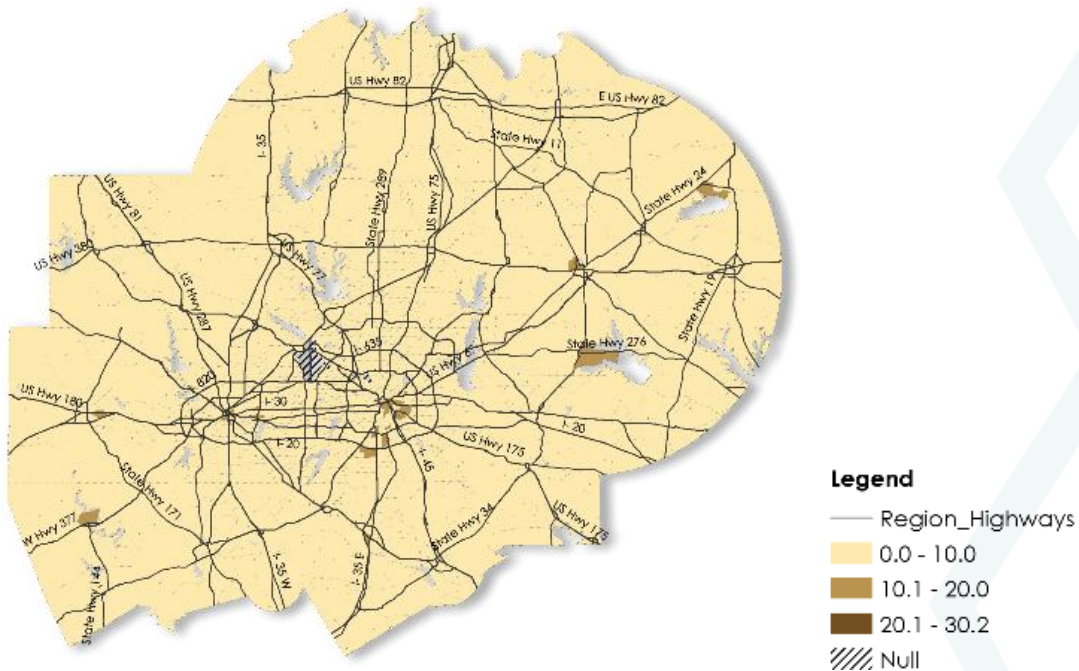 US Hwy 82
E US Hwy 82
I- 35
State Hwy 11
State Hwy 289
US Hwy 75
State Hwy 24
US Hwy 81
US Hwy 380
US Hwy 77
State Hwy 19
US Hwy 287
I- 635
State Hwy 276
US Hwy 67
I- 820
US Hwy 180
I- 30
I- 20
I- 20
US Hwy 175
I- 45
State Hwy 171
State Hwy 34
US Hwy 175
W Hwy 377
I- 35 W
I- 35 E
State Hwy 144
Legend
Region_Highways
0.0 - 10.0
10.1 - 20.0
20.1 - 30.2
Null